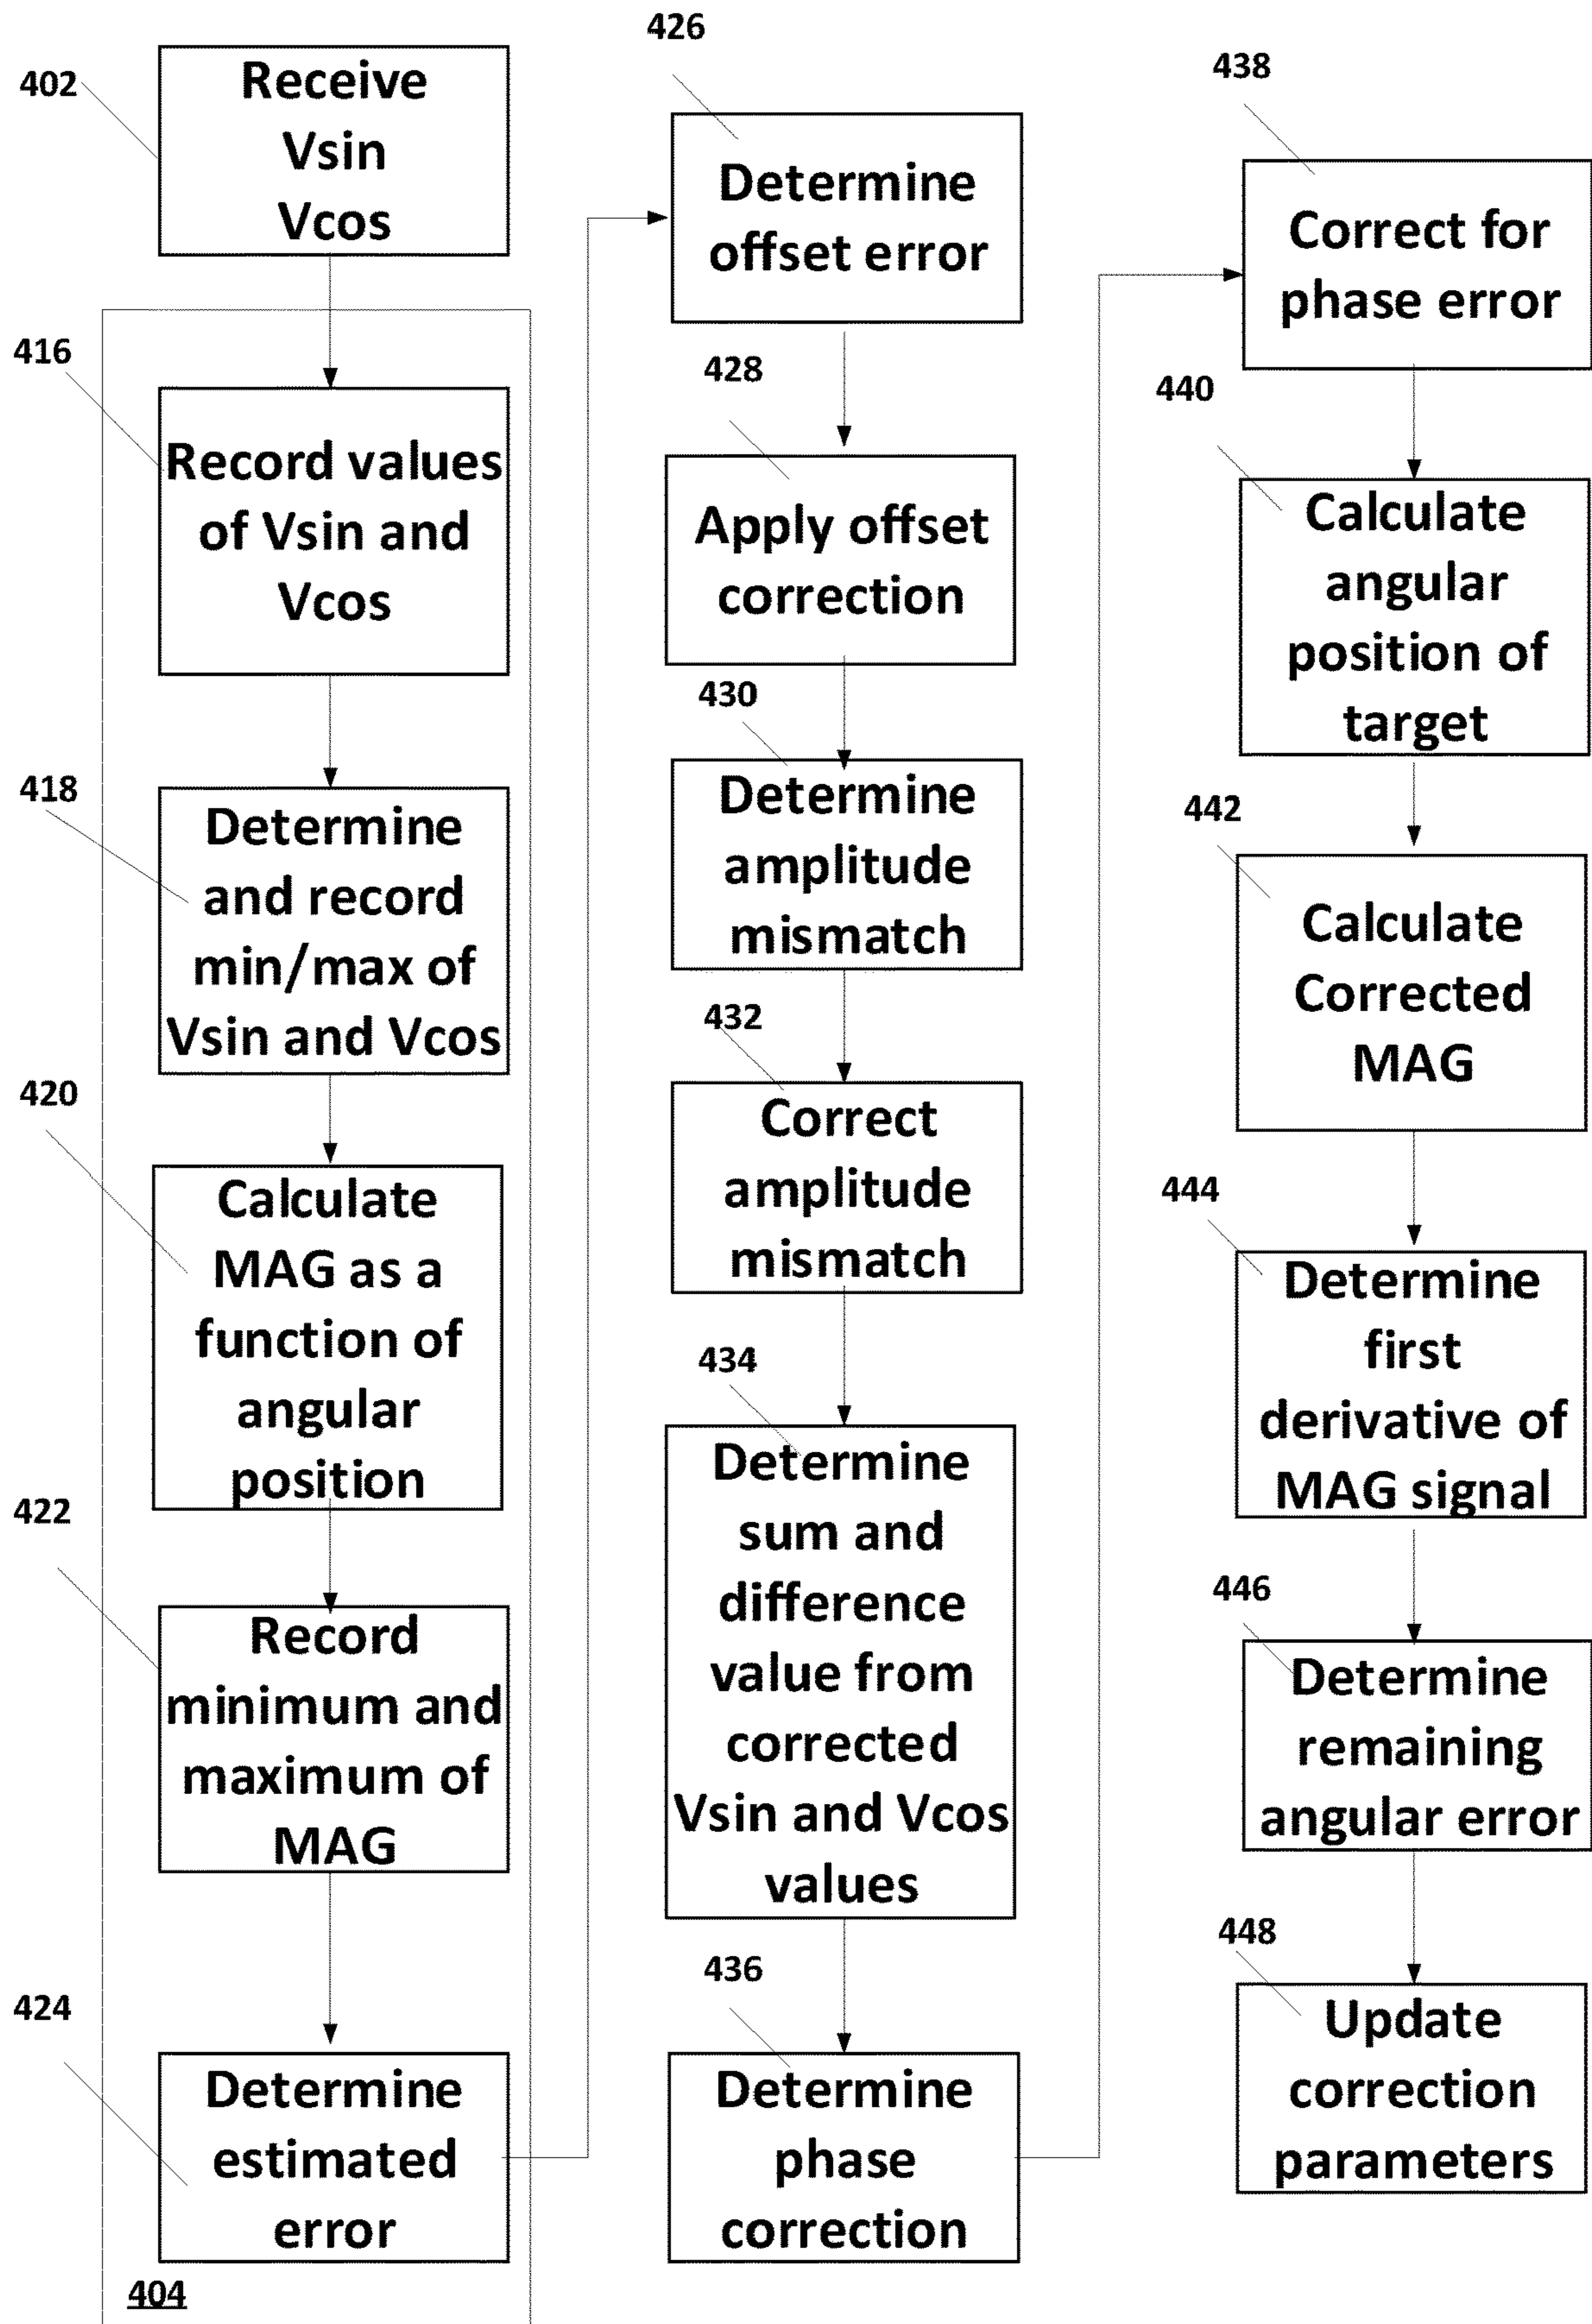 402
Receive
Vsin
Vcos
416
Record values
of Vsin and
Vcos
418
Determine
and record
min/max of
Vsin and Vcos
420
Calculate
MAG as a
function of
angular
position
422
Record
minimum and
maximum of
MAG
424
Determine
estimated
error
404
426
Determine
offset error
428
Apply offset
correction
430
Determine
amplitude
mismatch
432
Correct
amplitude
mismatch
434
Determine
sum and
difference
value from
corrected
Vsin and Vcos
values
436
Determine
phase
correction
438
Correct for
phase error
440
Calculate
angular
position of
target
442
Calculate
Corrected
MAG
444
Determine
first
derivative of
MAG signal
446
Determine
remaining
angular error
448
Update
correction
parameters